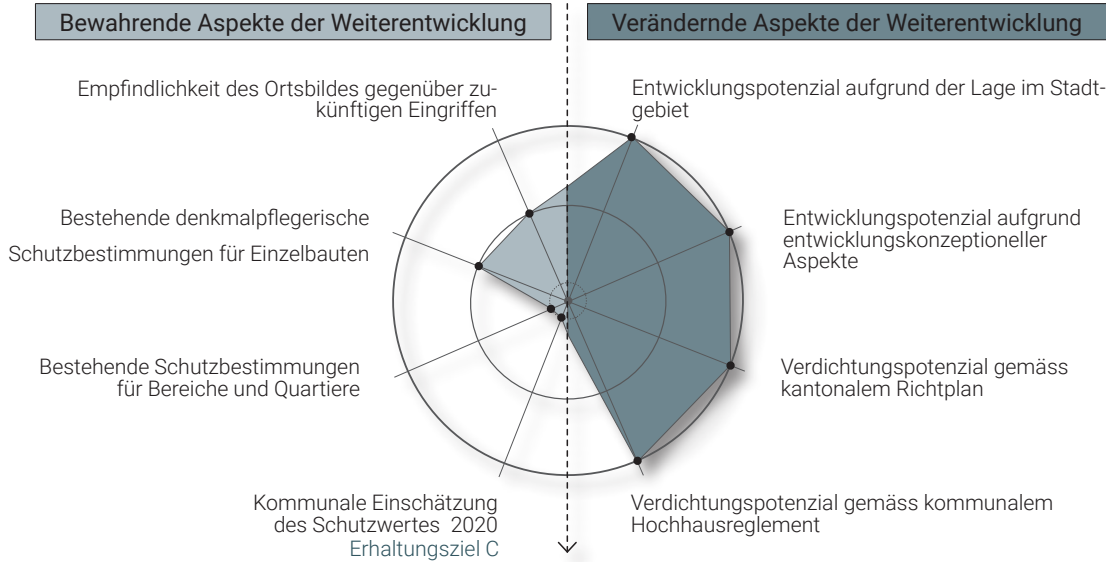 Bewahrende Aspekte der Weiterentwicklung
Verändernde Aspekte der Weiterentwicklung
Empfindlichkeit des Ortsbildes gegenüber zu-
künftigen Eingriffen
Entwicklungspotenzial aufgrund der Lage im Stadt-
gebiet
Bestehende denkmalpflegerische
Schutzbestimmungen für Einzelbauten
Entwicklungspotenzial aufgrund
entwicklungskonzeptioneller
Aspekte
Bestehende Schutzbestimmungen
für Bereiche und Quartiere
Verdichtungspotenzial gemäss
kantonalem Richtplan
Kommunale Einschätzung
des Schutzwertes 2020
Erhaltungsziel C
Verdichtungspotenzial gemäss kommunalem
Hochhausreglement